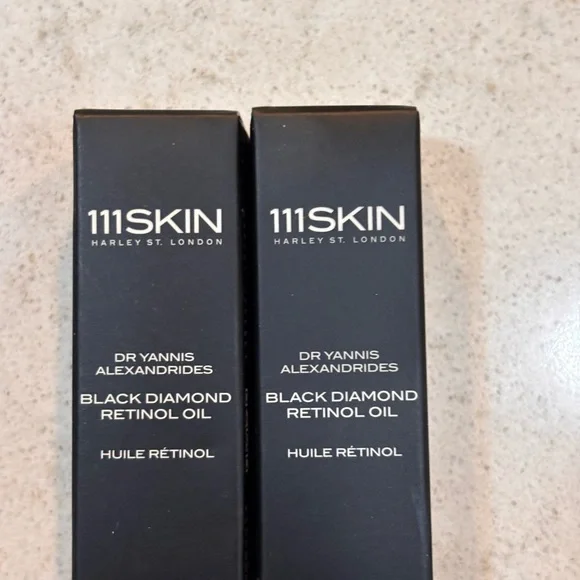 111SKIN
HARLEY ST. LONDON
DR YANNIS
ALEXANDRIDES
BLACK DIAMOND
RETINOL OIL
HUILE RÉTINOL
111SKIN
HARLEY ST. LONDON
DR YANNIS
ALEXANDRIDES
BLACK DIAMOND
RETINOL OIL
HUILE RÉTINOL